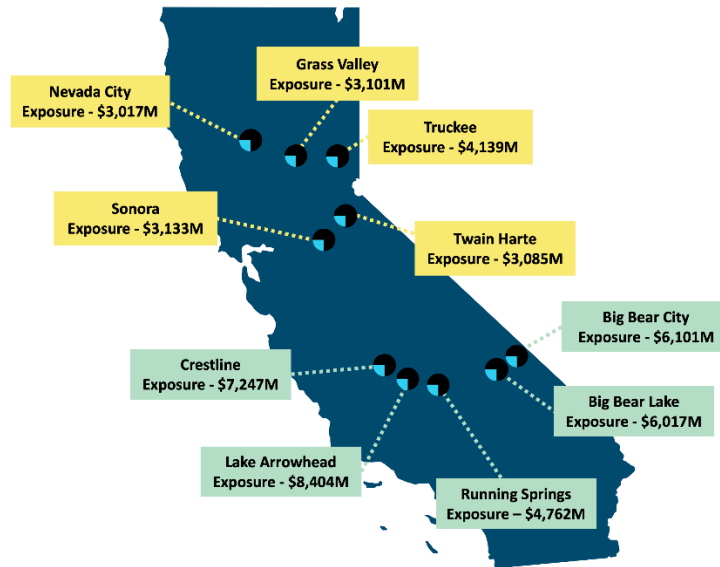 Grass Valley
Exposure - $3,101M
Nevada City
Exposure - $3,017M
Truckee
Exposure - $4,139M
Sonora
Exposure - $3,133M
Twain Harte
Exposure - $3,085M
Big Bear City
Exposure - $6,101M
Crestline
Exposure - $7,247M
Big Bear Lake
Exposure - $6,017M
Lake Arrowhead
Exposure - $8,404M
Running Springs
Exposure – $4,762M